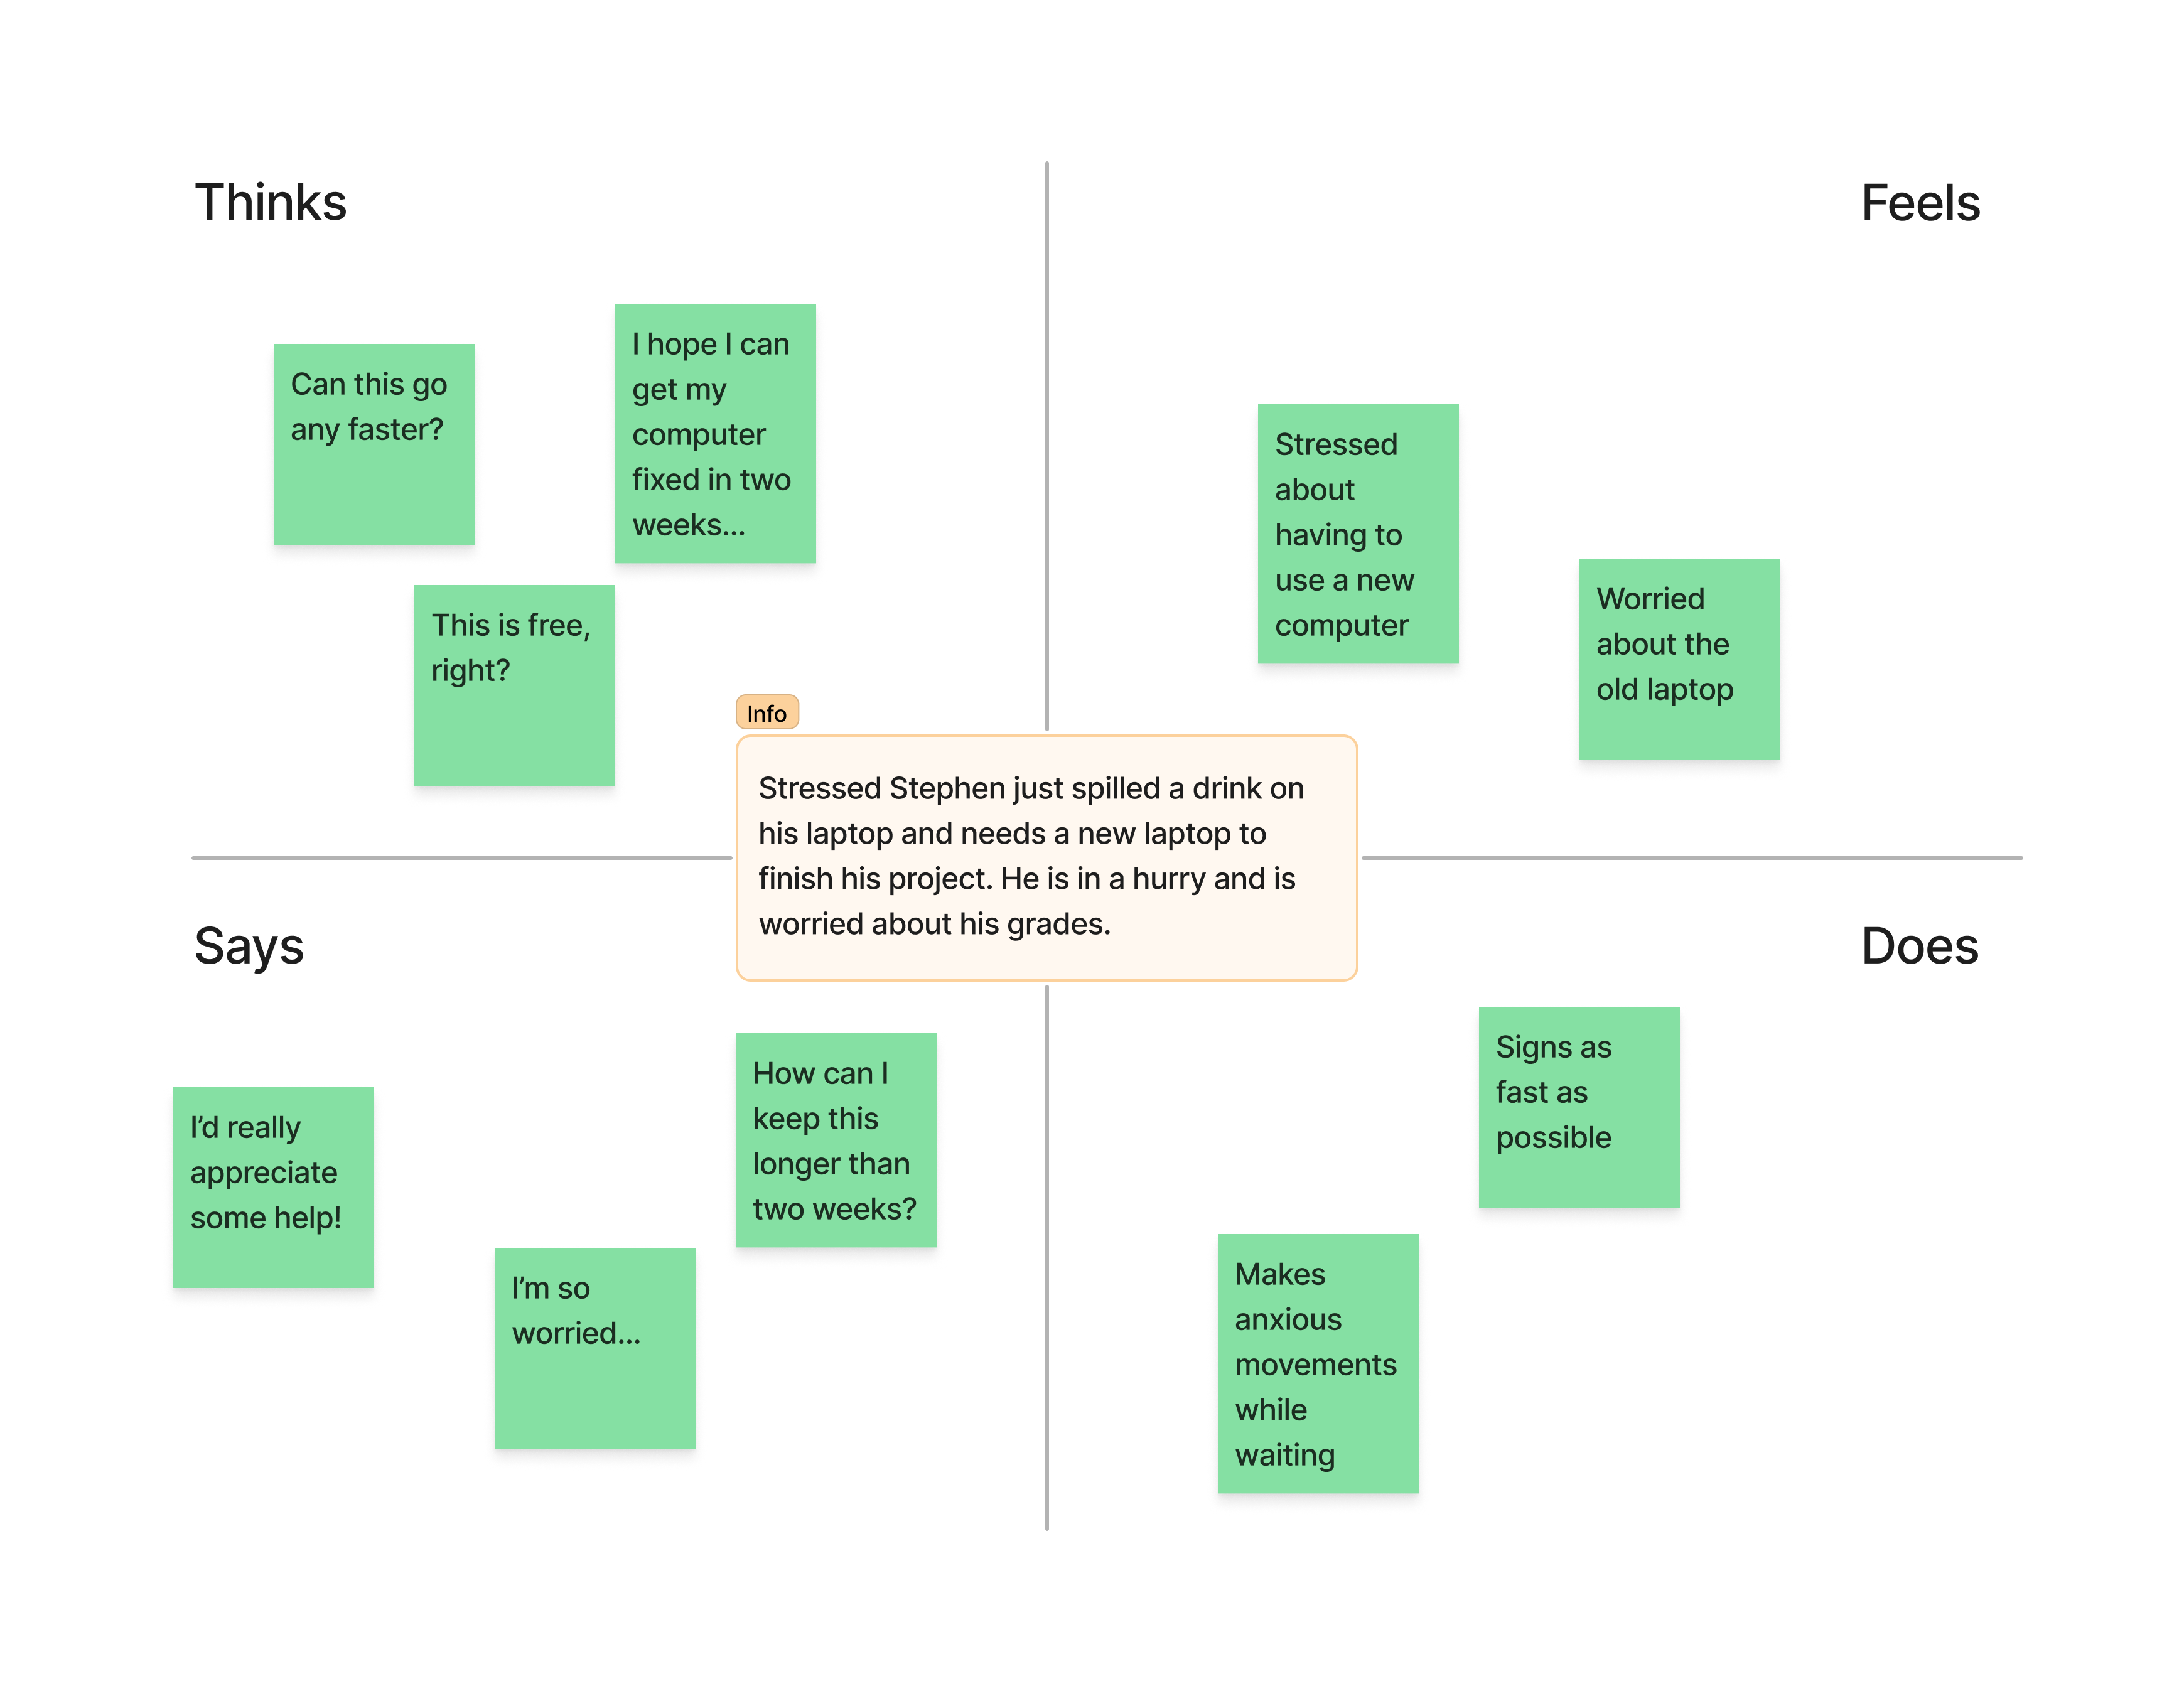 Thinks
Can this go
any faster?
I hope I can
get my
computer
fixed in two
weeks...
This is free,
right?
Feels
Stressed
about
having to
use a new
computer
Worried
about the
old laptop
Info
Stressed Stephen just spilled a drink on
his laptop and needs a new laptop to
finish his project. He is in a hurry and is
worried about his grades.
Says
I’d really
appreciate
some help!
I’m so
worried...
How can I
keep this
longer than
two weeks?
Does
Signs as
fast as
possible
Makes
anxious
movements
while
waiting